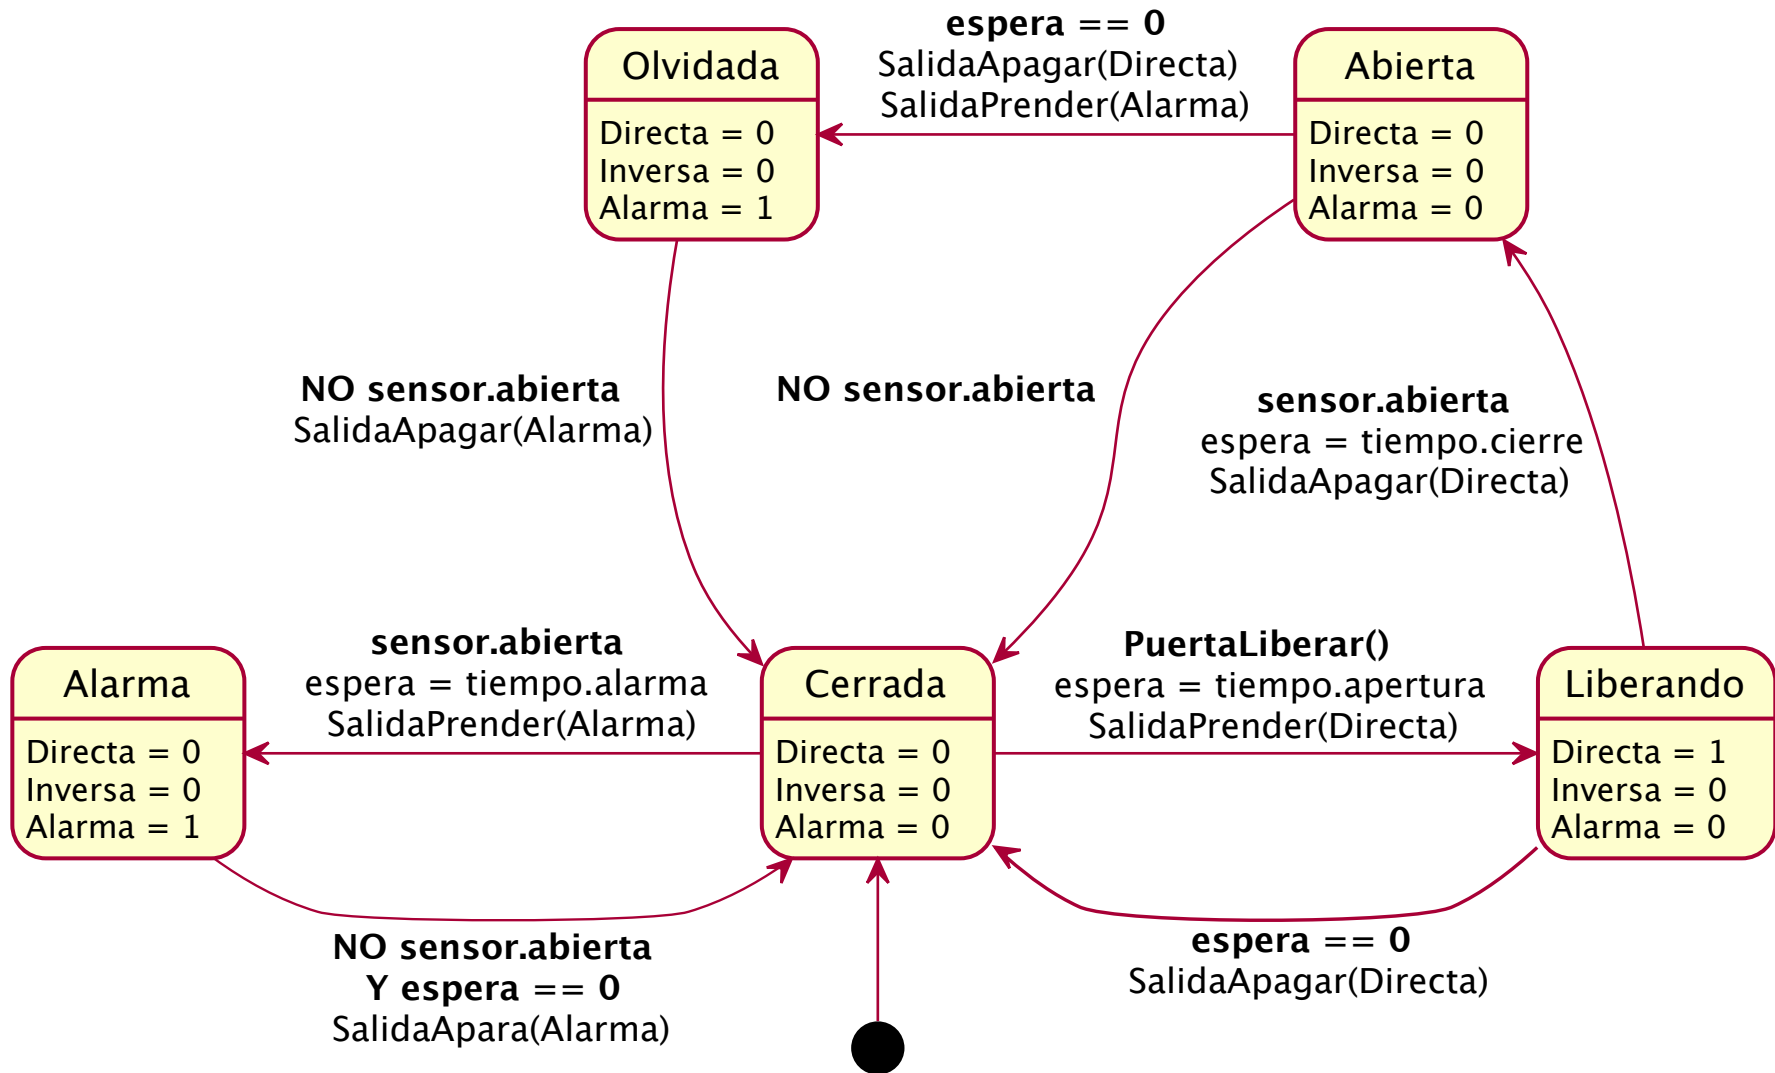 espera == 0
SalidaApagar(Directa)
SalidaPrender(Alarma)
Olvidada
Directa = 0
Inversa = 0
Alarma = 1
Abierta
Directa = 0
Inversa = 0
Alarma = 0
NO sensor.abierta
SalidaApagar(Alarma)
NO sensor.abierta
sensor.abierta
espera = tiempo.cierre
SalidaApagar(Directa)
Alarma
Directa = 0
Inversa = 0
Alarma = 1
sensor.abierta
espera = tiempo.alarma
SalidaPrender(Alarma)
Cerrada
Directa = 0
Inversa = 0
Alarma = 0
PuertaLiberar()
espera = tiempo.apertura
SalidaPrender(Directa)
Liberando
Directa = 1
Inversa = 0
Alarma = 0
NO sensor.abierta
Y espera == 0
SalidaApara(Alarma)
espera == 0
SalidaApagar(Directa)